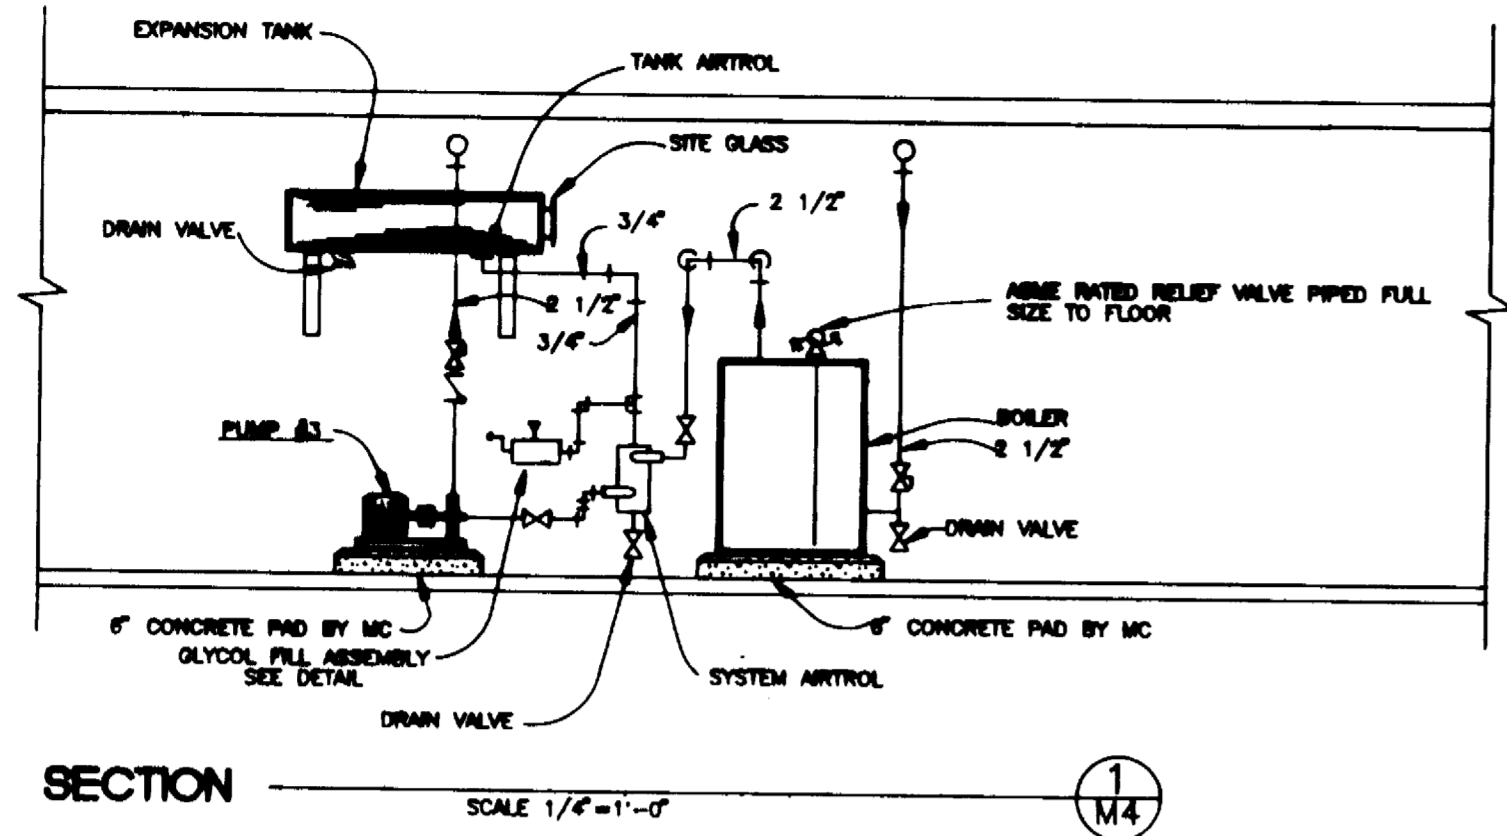 EXPANSION TANK
TANK AIRTROL
SITE GLASS
2 1/2"
3/4"
DRAIN VALVE
2 1/2"
3/4"
ASME RATED RELIEF VALVE PIPED FULL
SIZE TO FLOOR
PUMP #3
BOILER
2 1/2"
DRAIN VALVE
6" CONCRETE PAD BY MC
6" CONCRETE PAD BY MC
GLYCOL FILL ASSEMBLY
SEE DETAIL
SYSTEM AIRTROL
DRAIN VALVE
SECTION
SCALE 1/4"=1'-0"
1
M4